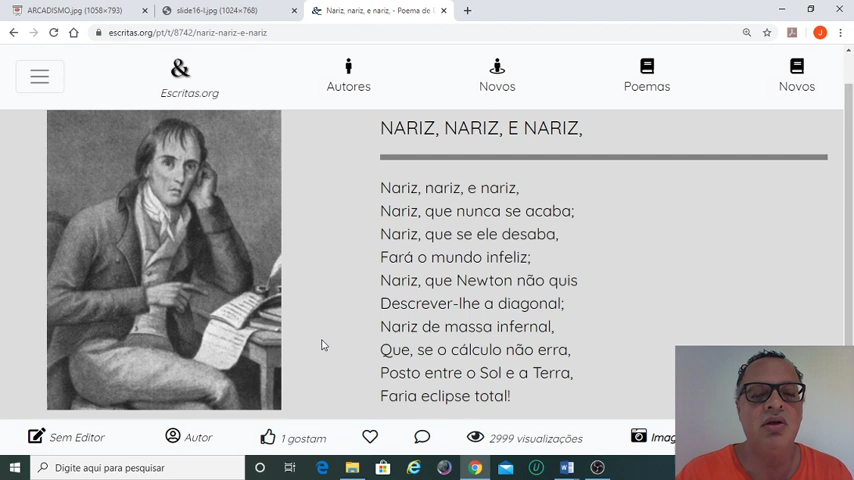 ARCADISMO.jpg (1058×793)
slide16-l.jpg (1024×768)
Nariz, nariz, e nariz, - Poema de
escritas.org/pt/t/8742/nariz-nariz-e-nariz
J
&
Escritas.org
Autores
Novos
Poemas
Novos
NARIZ, NARIZ, E NARIZ,
Nariz, nariz, e nariz,
Nariz, que nunca se acaba;
Nariz, que se ele desaba,
Fará o mundo infeliz;
Nariz, que Newton não quis
Descrever-lhe a diagonal;
Nariz de massa infernal,
Que, se o cálculo não erra,
Posto entre o Sol e a Terra,
Faria eclipse total!
Sem Editor
Autor
1 gostam
2999 visualizações
Imag
Digite aqui para pesquisar